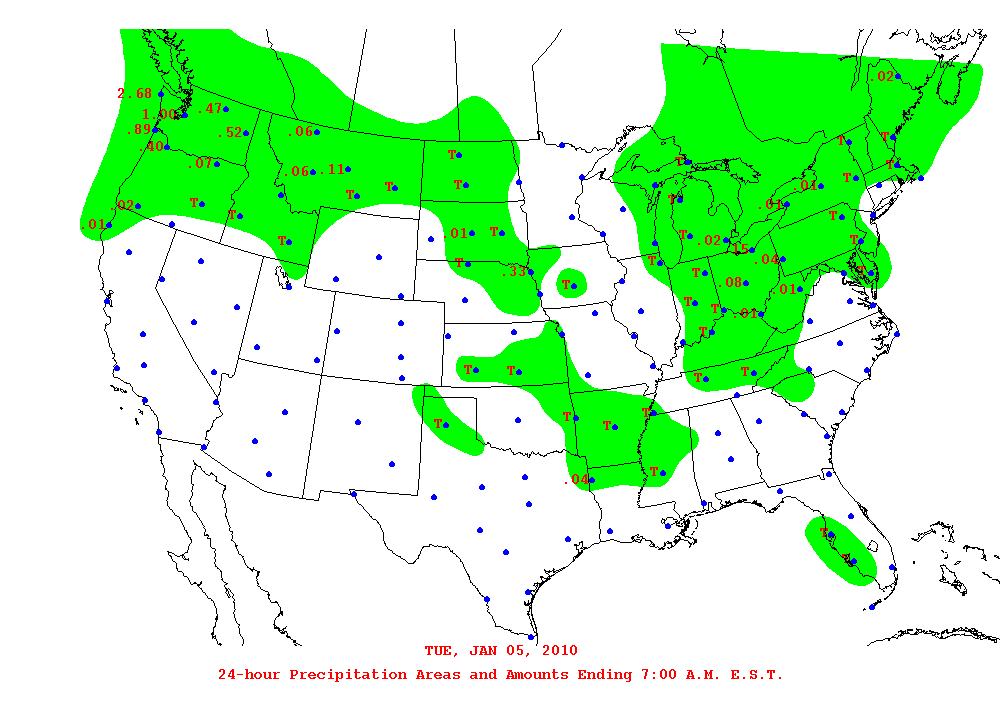 .02
2.68
.47
1.00
.89
.52
.06
T
T
.40
T
T
.07
.06
.11
T
T
T
.01
T
.02
T
T
.01
T
T
.01
.01
T
T
T
.02
.15
T
T
.04
T
.33
T
T
.08
T
.01
T
T
.01
T
T
T
T
T
T
T
T
T
T
.04
T
T
TUE, JAN 05, 2010
24-hour Precipitation Areas and Amounts Ending 7:00 A.M. E.S.T.